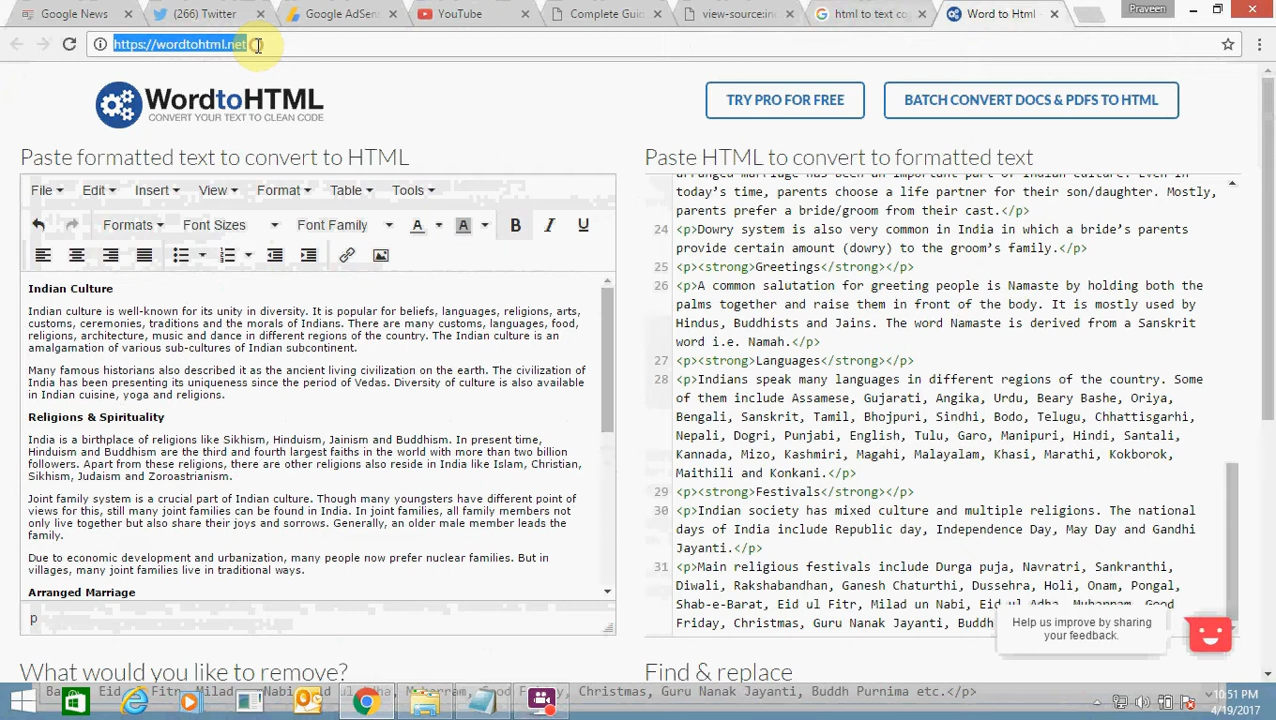 Google News
(266) Twitter
Google AdSen
YouTube
Complete Guid
view-source:in
html to text co
Word to Html
Praveen
https://wordtohtml.net
WordtoHTML
CONVERT YOUR TEXT TO CLEAN CODE
TRY PRO FOR FREE
BATCH CONVERT DOCS & PDFS TO HTML
Paste formatted text to convert to HTML
Paste HTML to convert to formatted text
File Edit Insert View Format Table Tools
Formats Font Sizes Font Family A A B I U
Indian Culture
Indian culture is well-known for its unity in diversity. It is popular for beliefs, languages, religions, arts,
customs, ceremonies, traditions and the morals of Indians. There are many customs, languages, food,
religions, architecture, music and dance in different regions of the country. The Indian culture is an
amalgamation of various sub-cultures of Indian subcontinent.
Many famous historians also described it as the ancient living civilization on the earth. The civilization of
India has been presenting its uniqueness since the period of Vedas. Diversity of culture is also available
in Indian cuisine, yoga and religions.
Religions & Spirituality
India is a birthplace of religions like Sikhism, Hinduism, Jainism and Buddhism. In present time,
Hinduism and Buddhism are the third and fourth largest faiths in the world with more than two billion
followers. Apart from these religions, there are other religions also reside in India like Islam, Christian,
Sikhism, Judaism and Zoroastrianism.
Joint family system is a crucial part of Indian culture. Though many youngsters have different point of
views for this, still many joint families can be found in India. In joint families, all family members not
only live together but also share their joys and sorrows. Generally, an older male member leads the
family.
Due to economic development and urbanization, many people now prefer nuclear families. But in
villages, many joint families live in traditional ways.
Arranged Marriage
p
arranged marriage has been an important part of Indian culture. Even in
today’s time, parents choose a life partner for their son/daughter. Mostly,
parents prefer a bride/groom from their cast.</p>
24 <p>Dowry system is also very common in India in which a bride’s parents
provide certain amount (dowry) to the groom’s family.</p>
25 <p><strong>Greetings</strong></p>
26 <p>A common salutation for greeting people is Namaste by holding both the
palms together and raise them in front of the body. It is mostly used by
Hindus, Buddhists and Jains. The word Namaste is derived from a Sanskrit
word i.e. Namah.</p>
27 <p><strong>Languages</strong></p>
28 <p>Indians speak many languages in different regions of the country. Some
of them include Assamese, Gujarati, Angika, Urdu, Beary Bashe, Oriya,
Bengali, Sanskrit, Tamil, Bhojpuri, Sindhi, Bodo, Telugu, Chhattisgarhi,
Nepali, Dogri, Punjabi, English, Tulu, Garo, Manipuri, Hindi, Santali,
Kannada, Mizo, Kashmiri, Magahi, Malayalam, Khasi, Marathi, Kokborok,
Maithili and Konkani.</p>
29 <p><strong>Festivals</strong></p>
30 <p>Indian society has mixed culture and multiple religions. The national
days of India include Republic day, Independence Day, May Day and Gandhi
Jayanti.</p>
31 <p>Main religious festivals include Durga puja, Navratri, Sankranthi,
Diwali, Rakshabandhan, Ganesh Chaturthi, Dussehra, Holi, Onam, Pongal,
Shab-e-Barat, Eid ul Fitr, Milad un Nabi, Eid ul Adha, Muharram, Good
Friday, Christmas, Guru Nanak Jayanti, Buddh
Help us improve by sharing
your feedback.
What would you like to remove?
Find & replace
Christmas, Guru Nanak Jayanti, Buddh Purnima etc.</p>
10:51 PM
4/19/2017